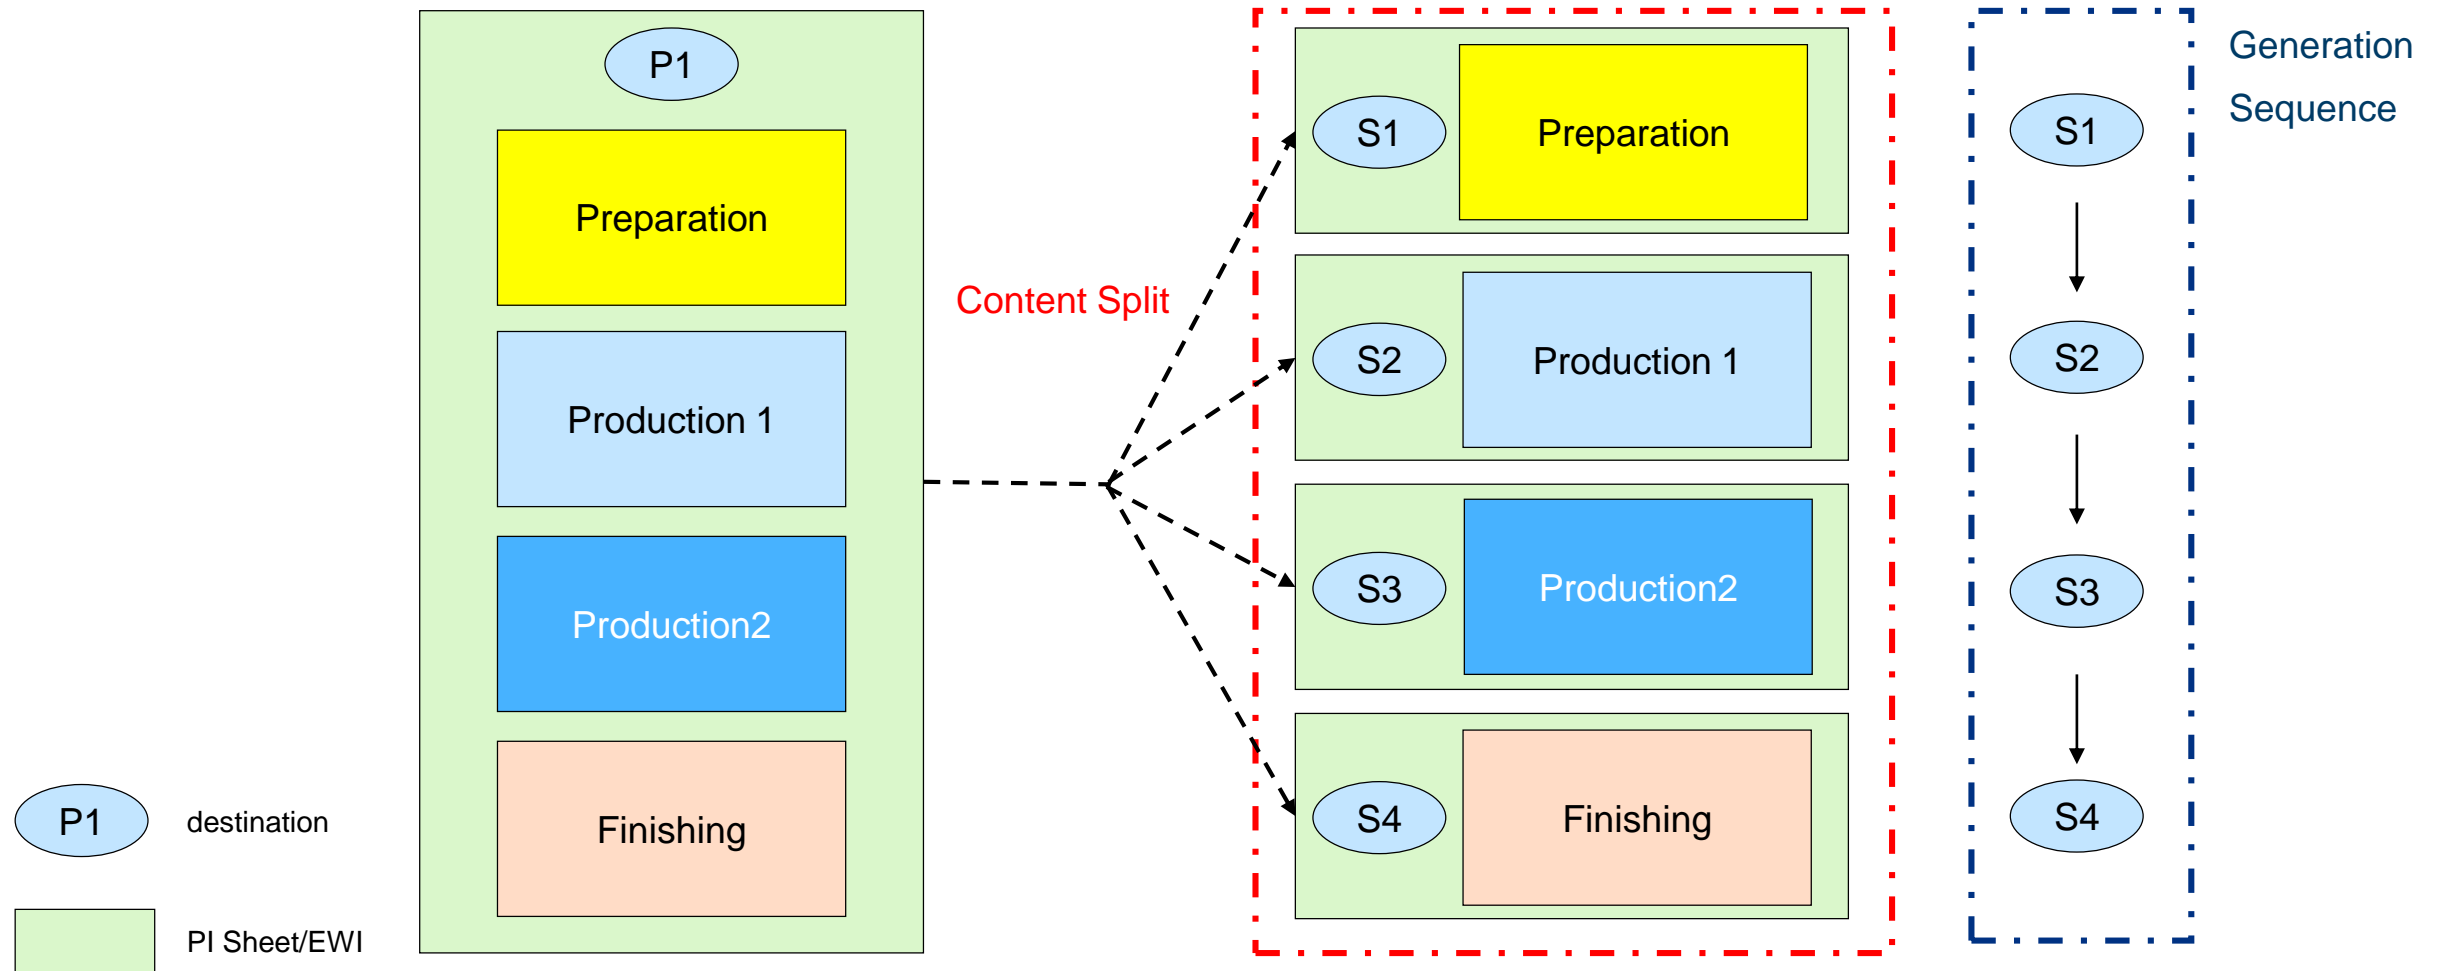 P1
Preparation
Production 1
Production2
Finishing
P1
destination
PI Sheet/EWI
Content Split
S1
Preparation
S2
Production 1
S3
Production2
S4
Finishing
Generation
Sequence
S1
S2
S3
S4